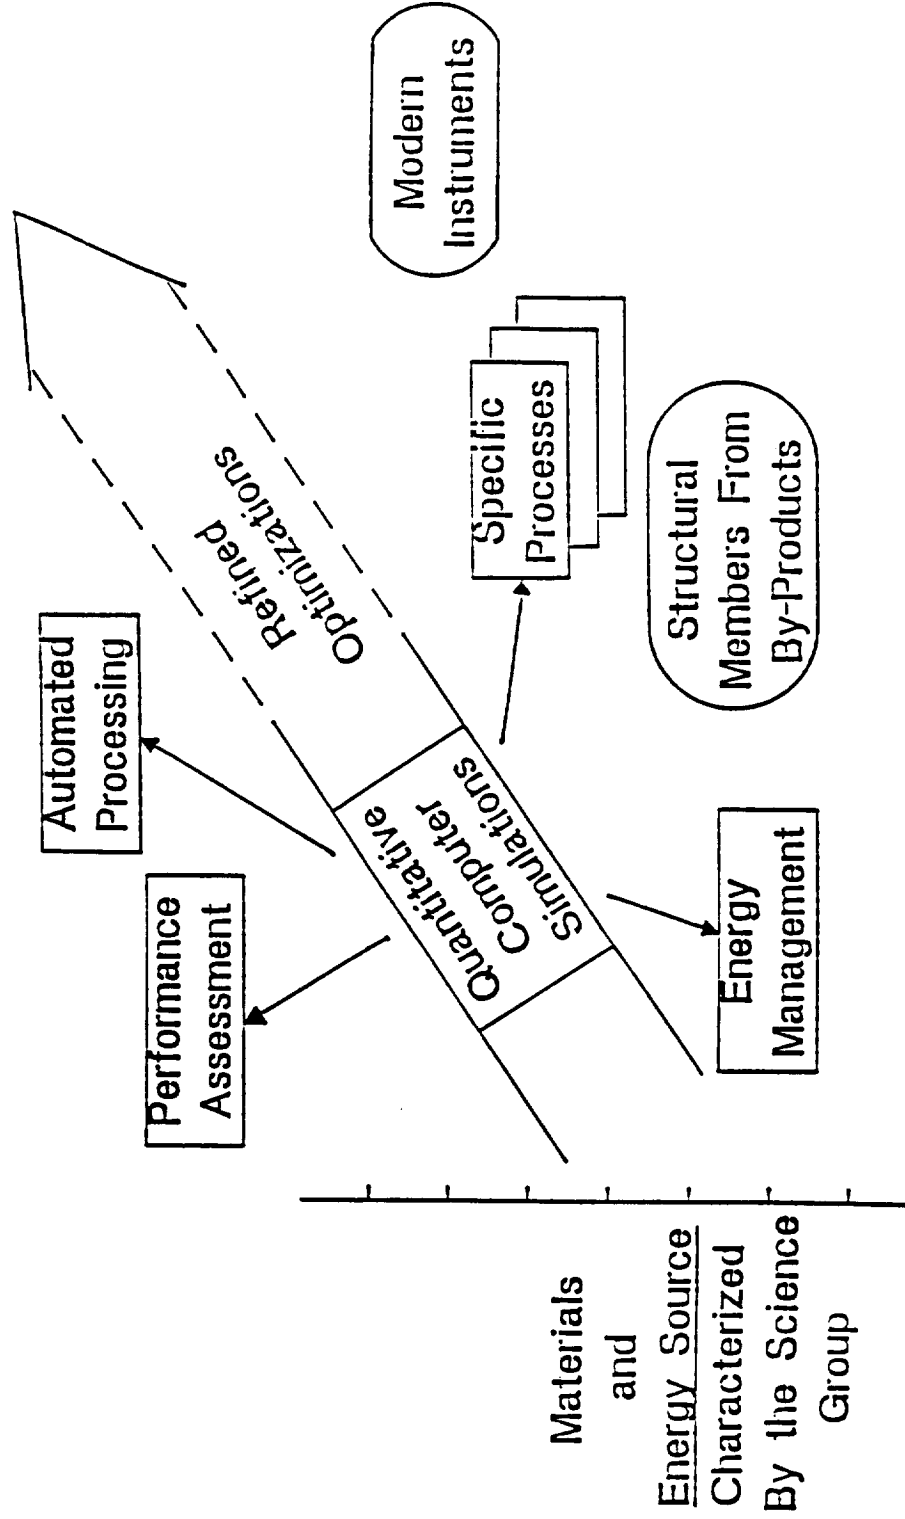 Materials
and
Energy Source
Characterized
By the Science
Group
Performance
Assessment
Automated
Processing
Quantitative
Computer
Simulations
Refined
Optimizations
Energy
Management
Specific
Processes
Structural
Members From
By-Products
Modern
Instruments